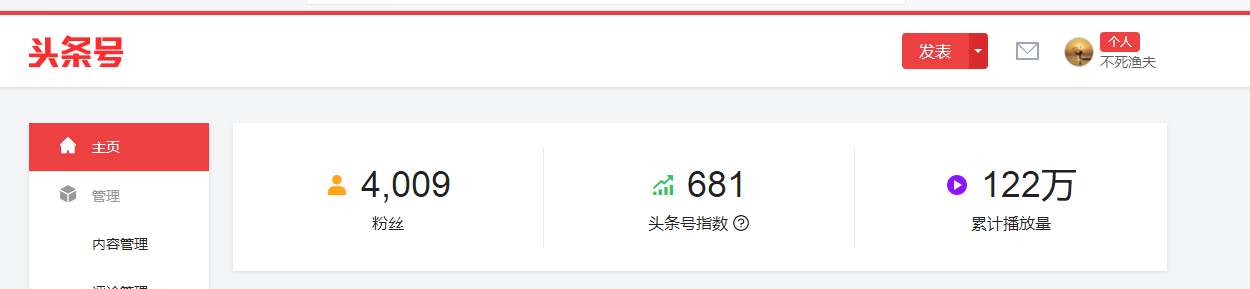 头条号
发表
个人
不死渔夫
主页
管理
内容管理
4,009
粉丝
681
头条号指数
122万
累计播放量